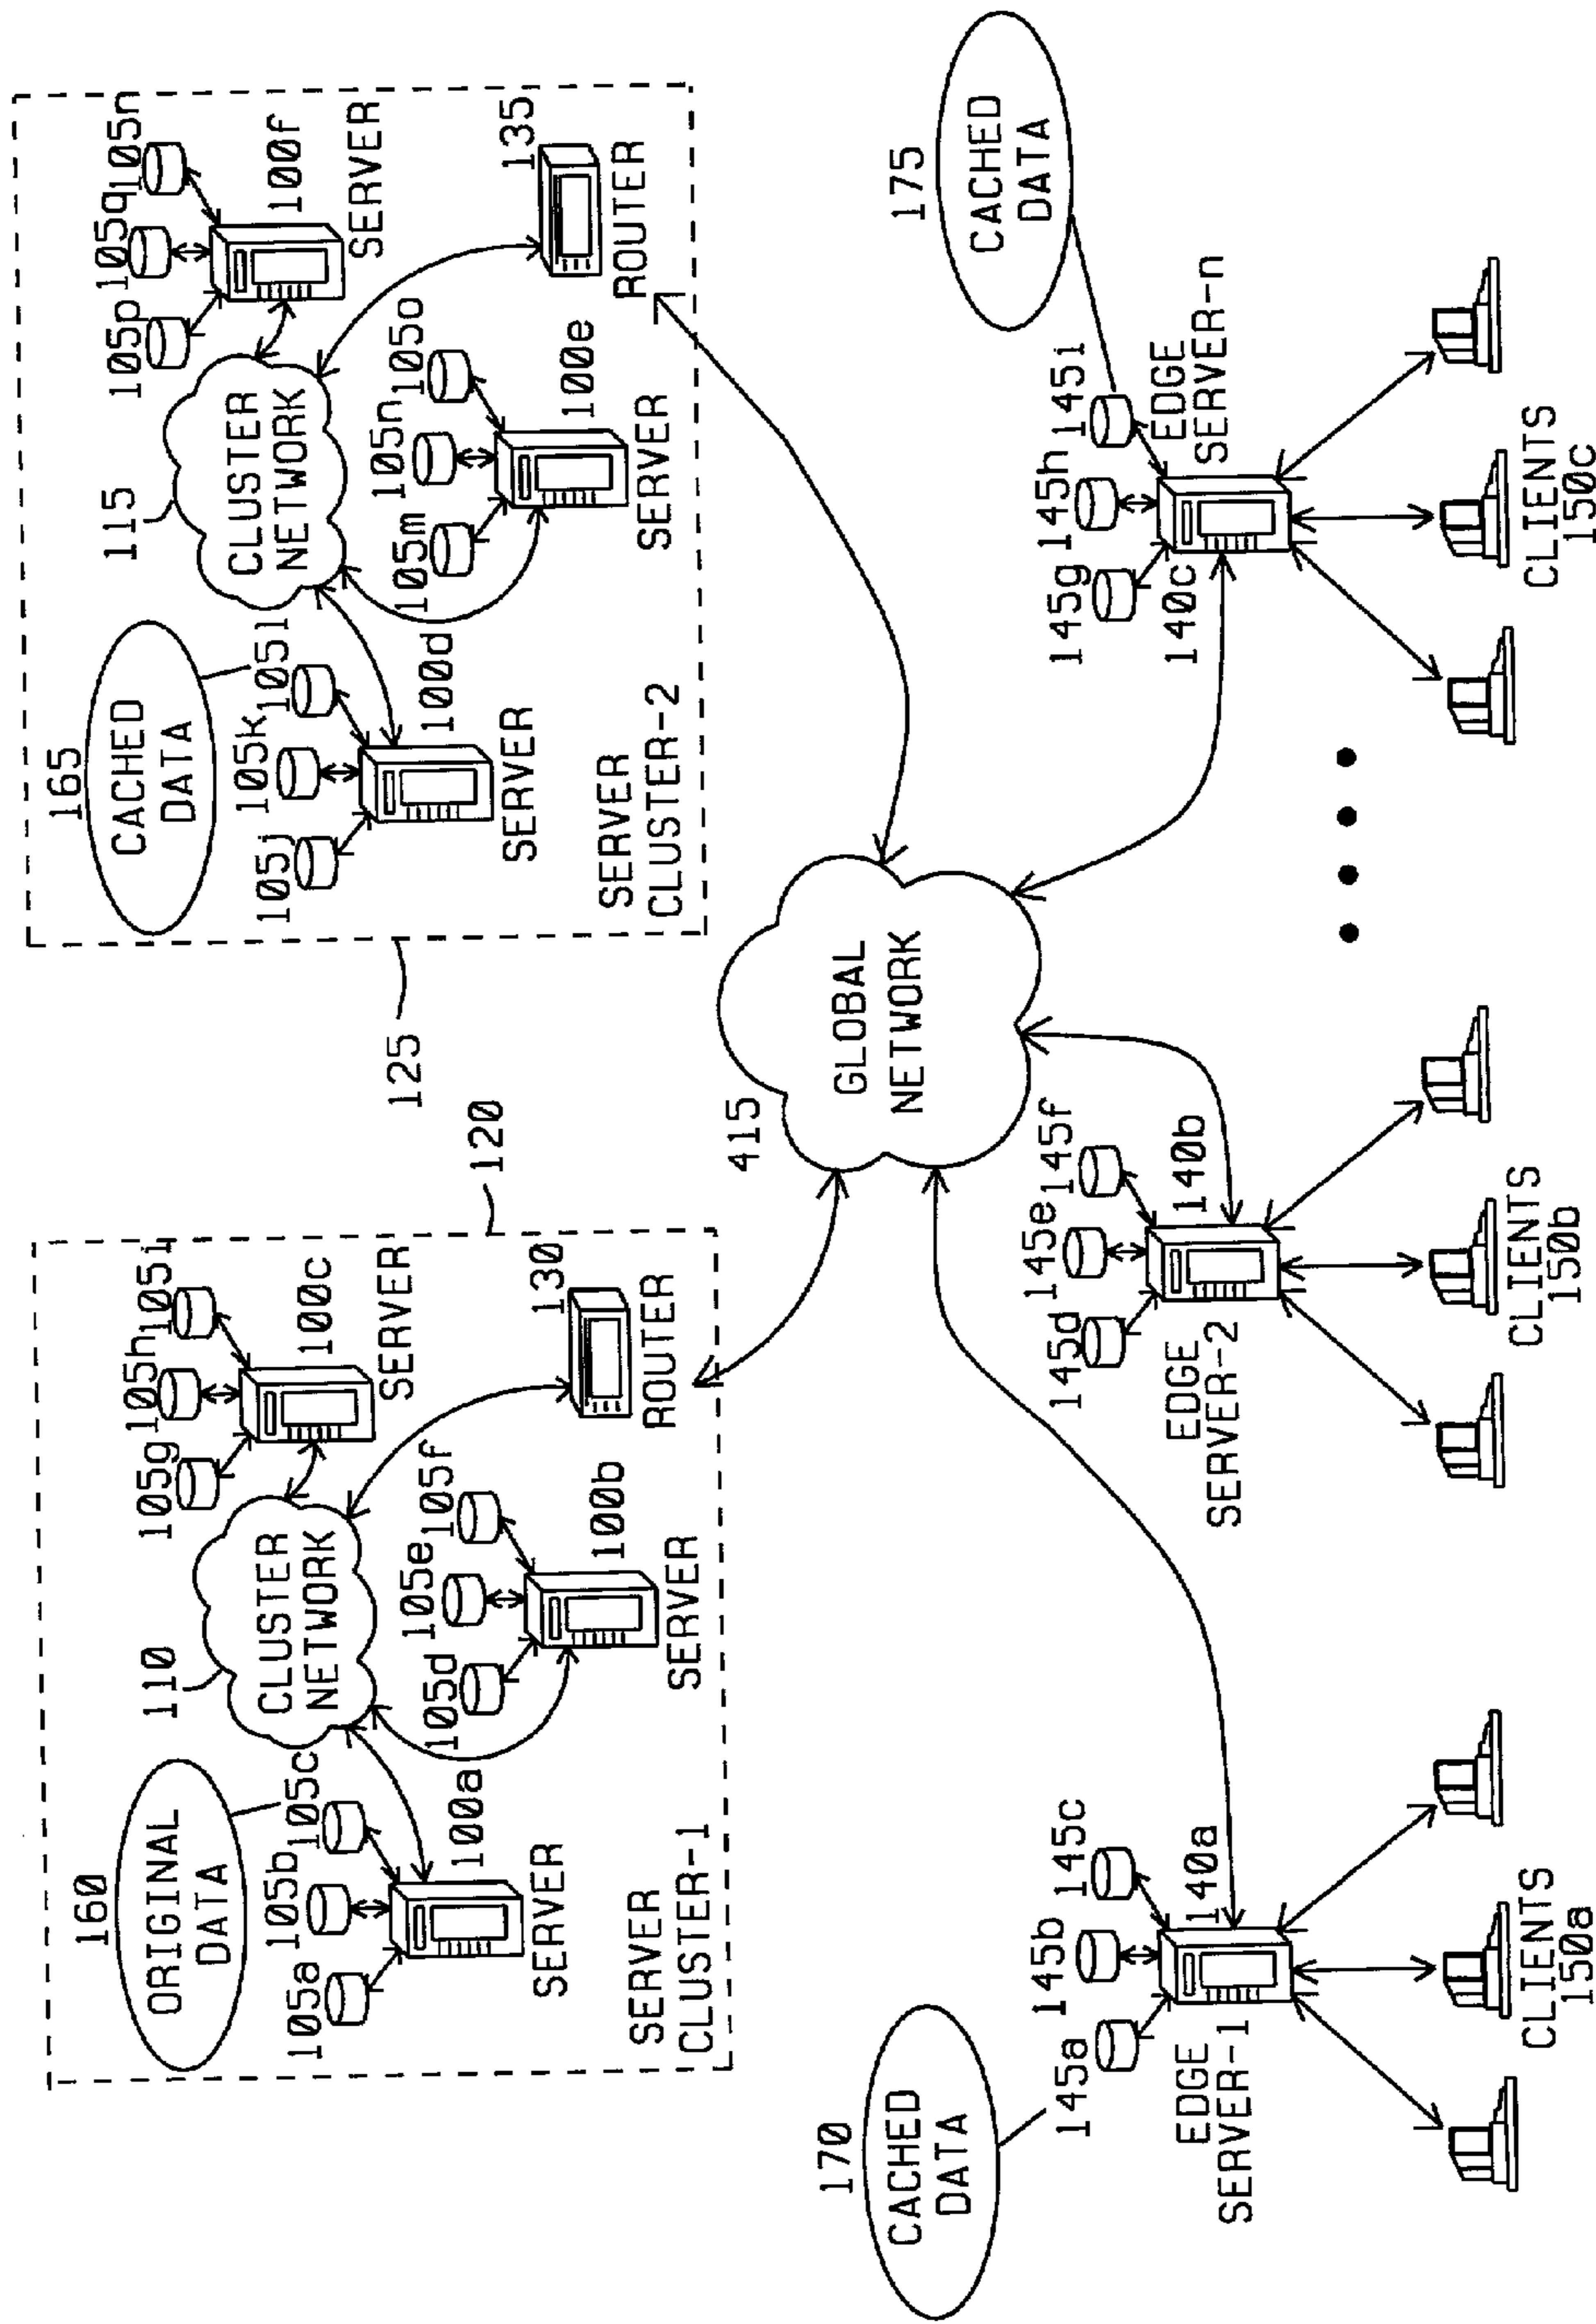 160
ORIGINAL
DATA
110
CLUSTER
NETWORK
105a
105b
105c
100a
SERVER
105d
105e
105f
100b
SERVER
105g
105h
105i
100c
SERVER
130
ROUTER
SERVER
CLUSTER-1
120
125
165
CACHED
DATA
115
CLUSTER
NETWORK
105j
105k
105l
100d
SERVER
105m
105n
105o
100e
SERVER
105p
105q
105n
100f
SERVER
135
ROUTER
SERVER
CLUSTER-2
415
GLOBAL
NETWORK
170
CACHED
DATA
145a
145b
145c
EDGE
SERVER-1
140a
CLIENTS
150a
145d
145e
145f
EDGE
SERVER-2
140b
CLIENTS
150b
175
CACHED
DATA
145g
145h
145i
EDGE
SERVER-n
140c
CLIENTS
150c